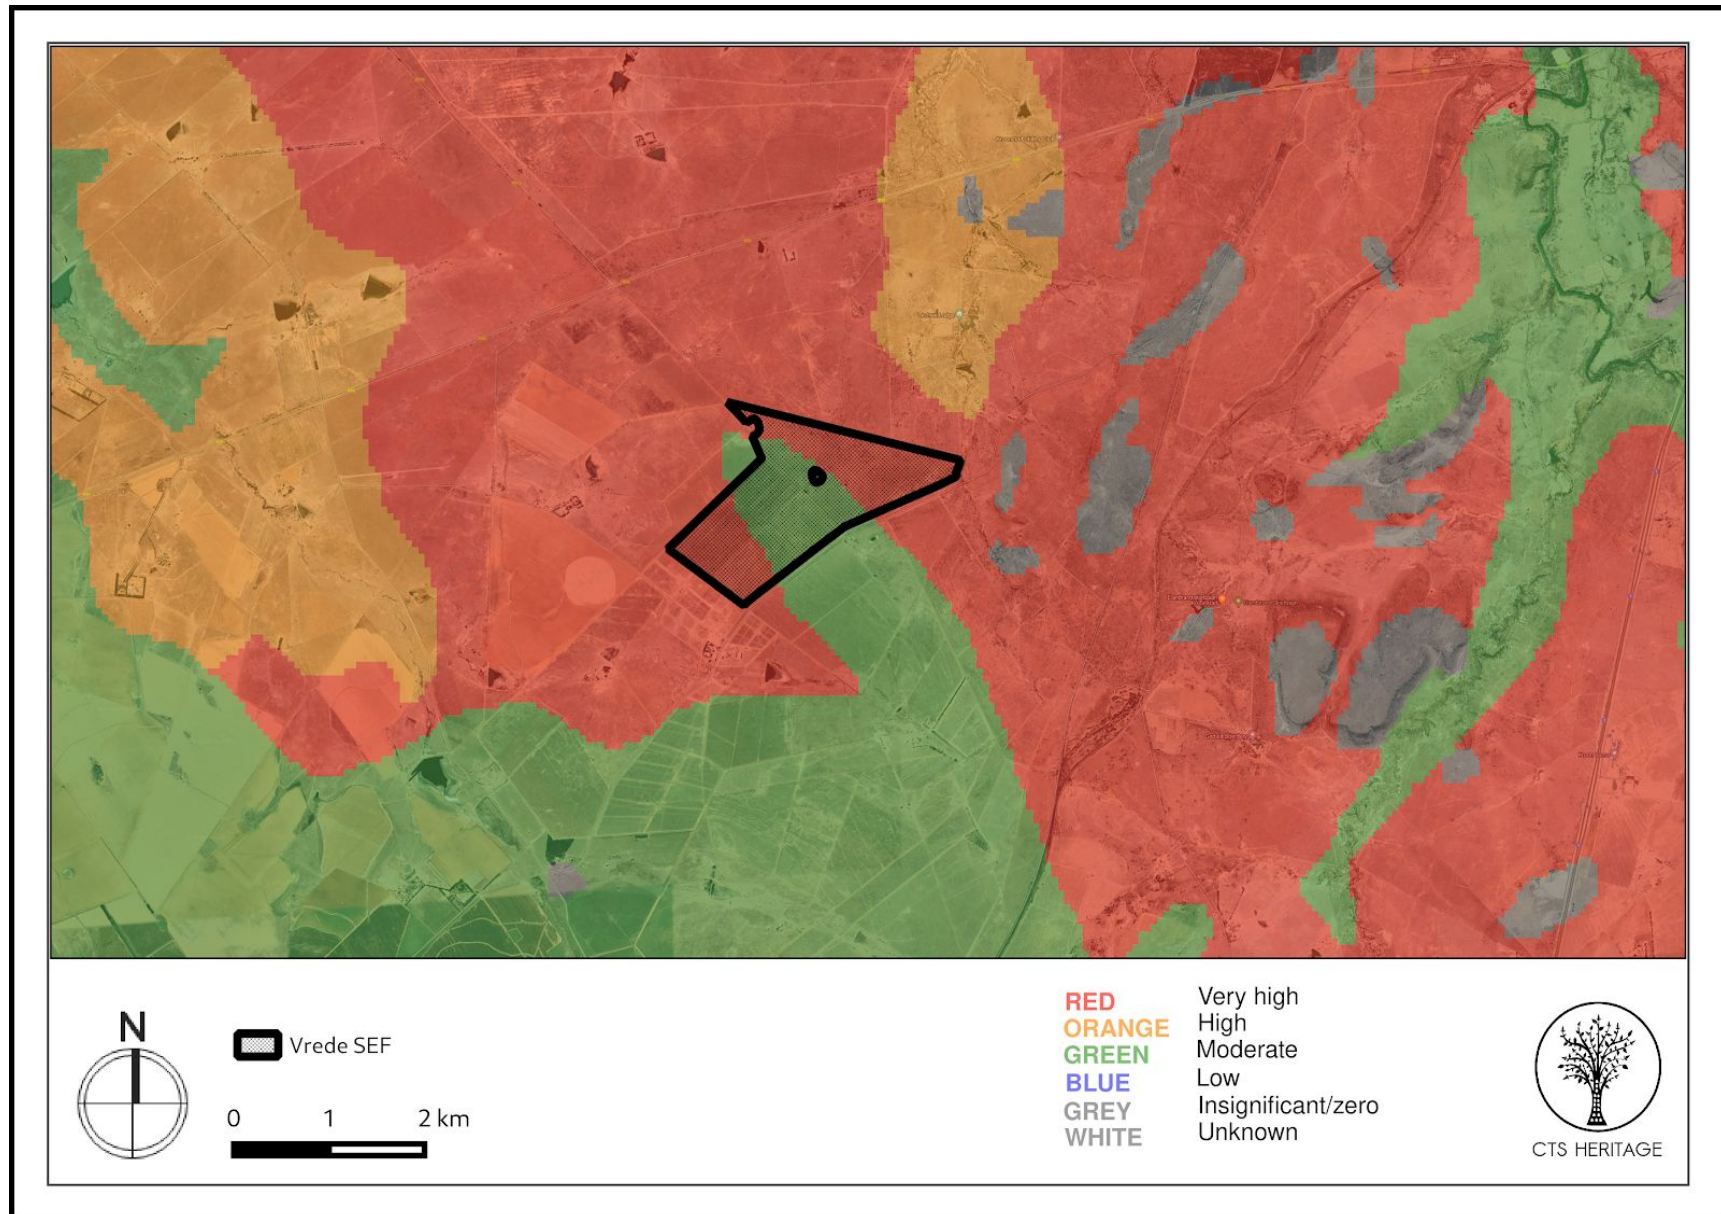 N
Vrede SEF
0 1 2 km
RED Very high
ORANGE High
GREEN Moderate
BLUE Low
GREY Insignificant/zero
WHITE Unknown
CTS HERITAGE